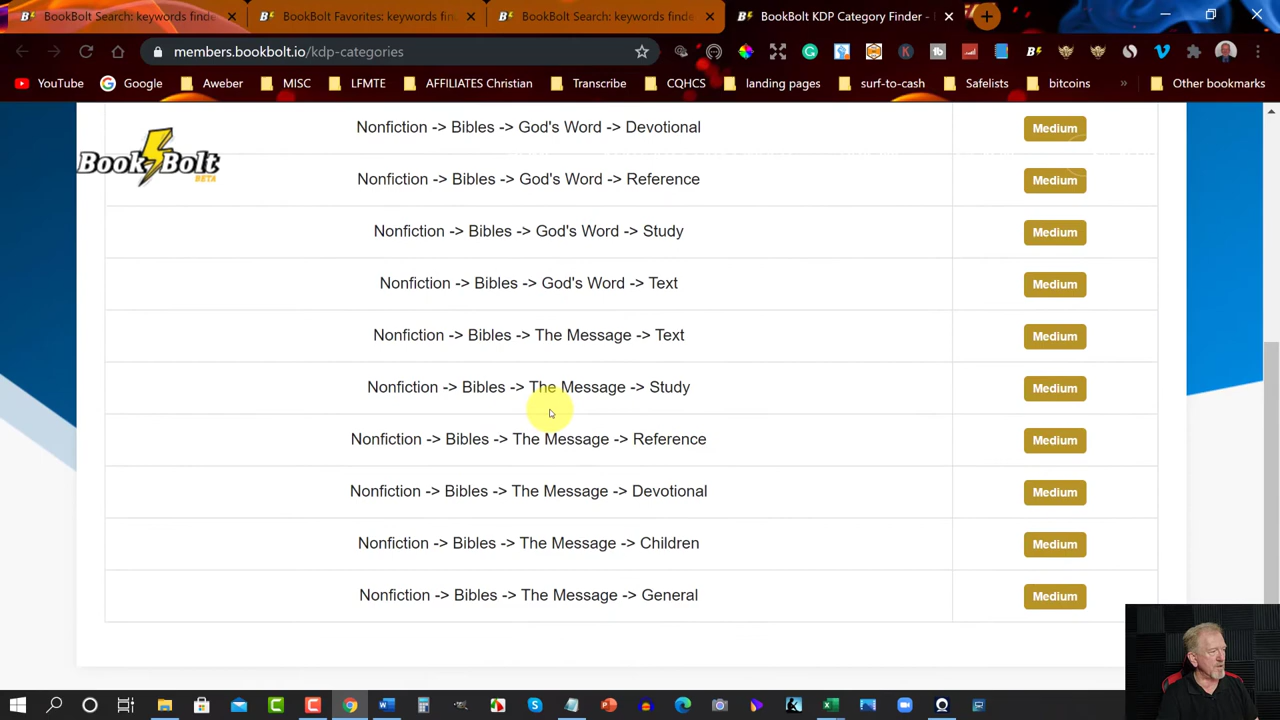 BookBolt Search: keywords finde
BookBolt Favorites: keywords fin
BookBolt Search: keywords finde
BookBolt KDP Category Finder -
members.bookbolt.io/kdp-categories
YouTube
Google
Aweber
MISC
LFMTE
AFFILIATES Christian
Transcribe
CQHCS
landing pages
surf-to-cash
Safelists
bitcoins
»
Other bookmarks
Book Bolt
BETA
Nonfiction -> Bibles -> God's Word -> Devotional Medium
Nonfiction -> Bibles -> God's Word -> Reference Medium
Nonfiction -> Bibles -> God's Word -> Study Medium
Nonfiction -> Bibles -> God's Word -> Text Medium
Nonfiction -> Bibles -> The Message -> Text Medium
Nonfiction -> Bibles -> The Message -> Study Medium
Nonfiction -> Bibles -> The Message -> Reference Medium
Nonfiction -> Bibles -> The Message -> Devotional Medium
Nonfiction -> Bibles -> The Message -> Children Medium
Nonfiction -> Bibles -> The Message -> General Medium